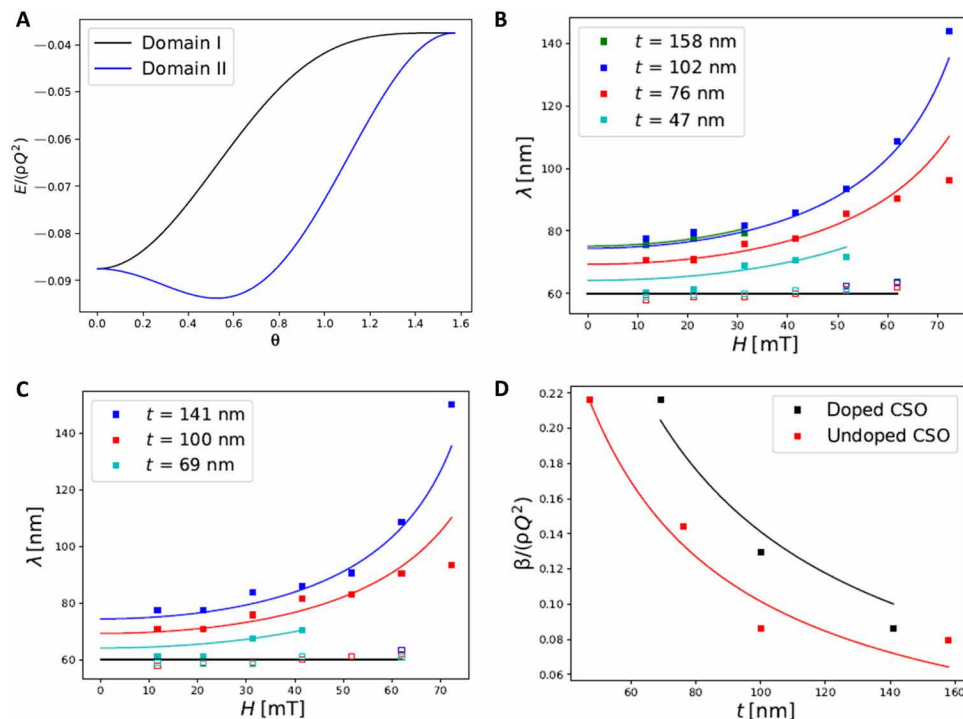 A
−0.04
−0.05
−0.06
−0.07
−0.08
−0.09
E/(ρQ²)
Domain I
Domain II
0.0 0.2 0.4 0.6 0.8 1.0 1.2 1.4 1.6
θ
B
140
120
100
80
60
λ [nm]
t = 158 nm
t = 102 nm
t = 76 nm
t = 47 nm
0 10 20 30 40 50 60 70
H [mT]
C
140
120
100
80
60
λ [nm]
t = 141 nm
t = 100 nm
t = 69 nm
0 10 20 30 40 50 60 70
H [mT]
D
0.22
0.20
0.18
0.16
0.14
0.12
0.10
0.08
0.06
β/(ρQ²)
Doped CSO
Undoped CSO
60 80 100 120 140 160
t [nm]